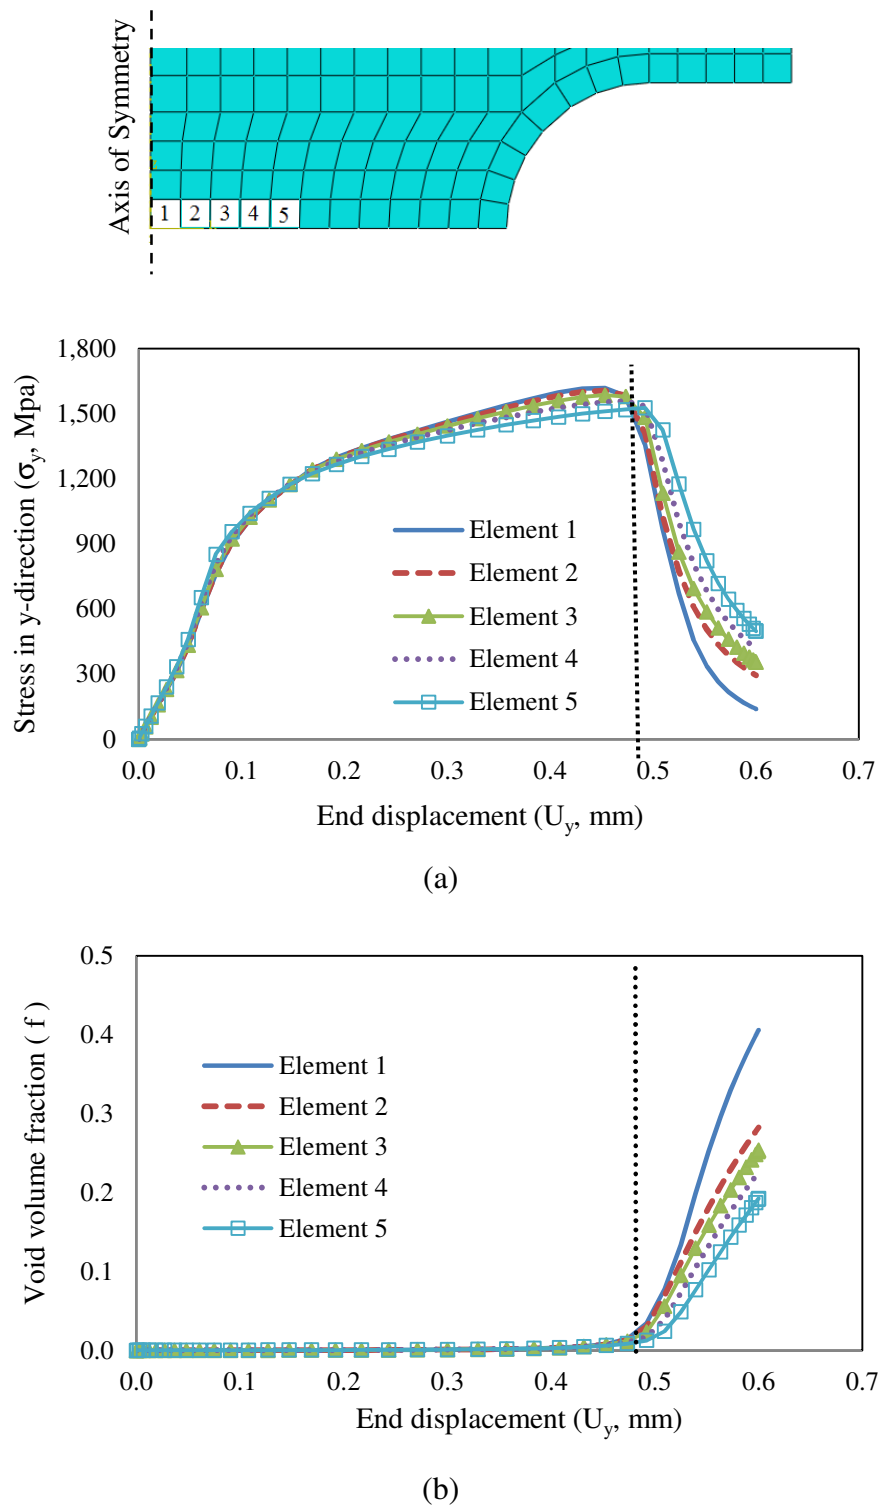 Axis of Symmetry
1 2 3 4 5
Stress in y-direction (σy, Mpa)
1,800
1,500
1,200
900
600
300
0
Element 1
Element 2
Element 3
Element 4
Element 5
0.0 0.1 0.2 0.3 0.4 0.5 0.6 0.7
End displacement (Uy, mm)
(a)
Void volume fraction ( f )
0.5
0.4
0.3
0.2
0.1
0.0
Element 1
Element 2
Element 3
Element 4
Element 5
0.0 0.1 0.2 0.3 0.4 0.5 0.6 0.7
End displacement (Uy, mm)
(b)